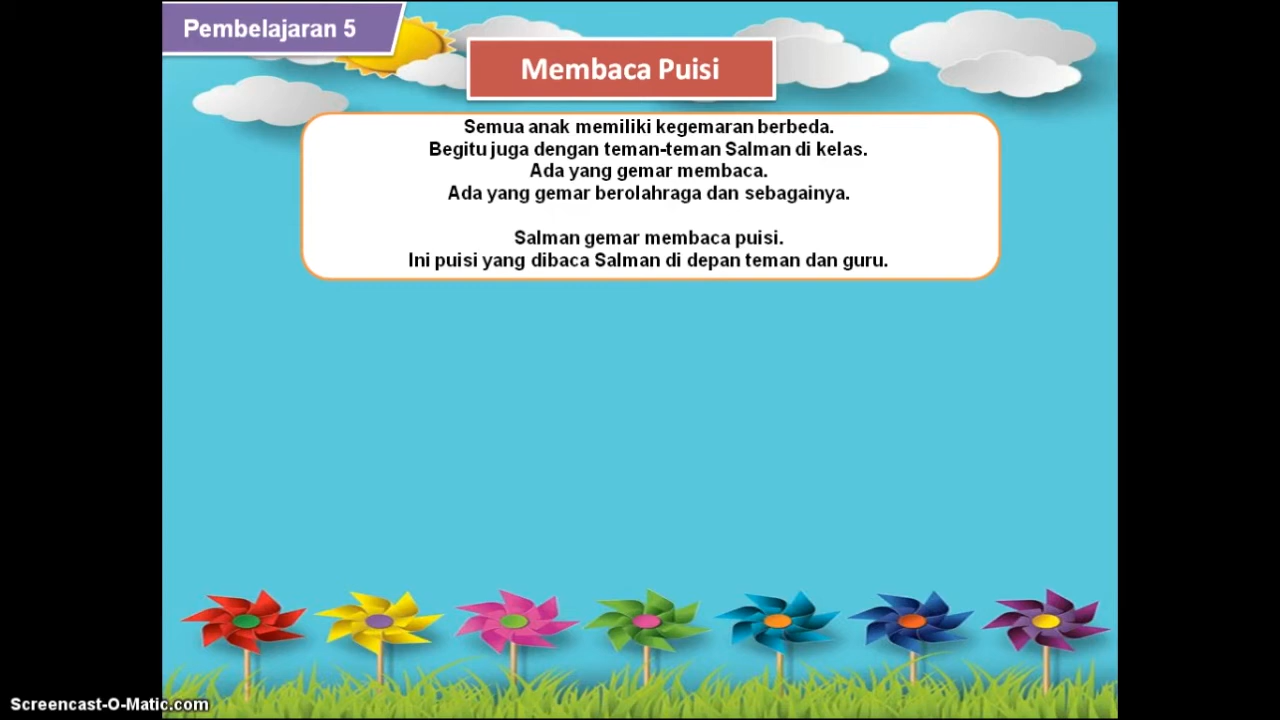 Pembelajaran 5
Membaca Puisi
Semua anak memiliki kegemaran berbeda.
Begitu juga dengan teman-teman Salman di kelas.
Ada yang gemar membaca.
Ada yang gemar berolahraga dan sebagainya.
Salman gemar membaca puisi.
Ini puisi yang dibaca Salman di depan teman dan guru.
Screencast-O-Matic.com